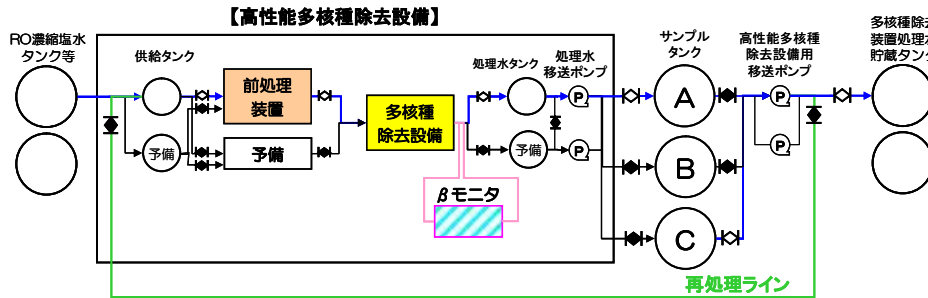 【高性能多核種除去設備】
RO濃縮塩水
タンク等
供給タンク
予備
前処理
装置
予備
多核種
除去設備
βモニタ
処理水タンク
予備
処理水
移送ポンプ
P
P
サンプル
タンク
A
B
C
高性能多核種
除去設備用
移送ポンプ
P
P
多核種除去
装置処理水
貯蔵タンク
再処理ライン